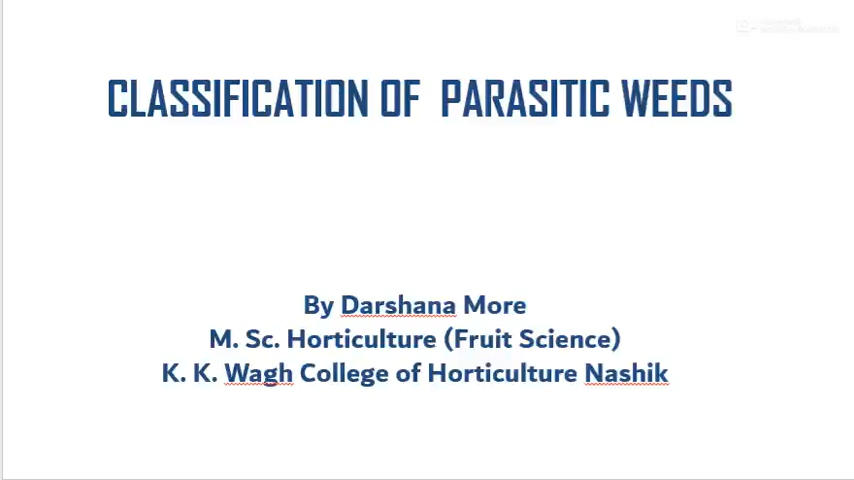 CLASSIFICATION OF PARASITIC WEEDS
By Darshana More
M. Sc. Horticulture (Fruit Science)
K. K. Wagh College of Horticulture Nashik